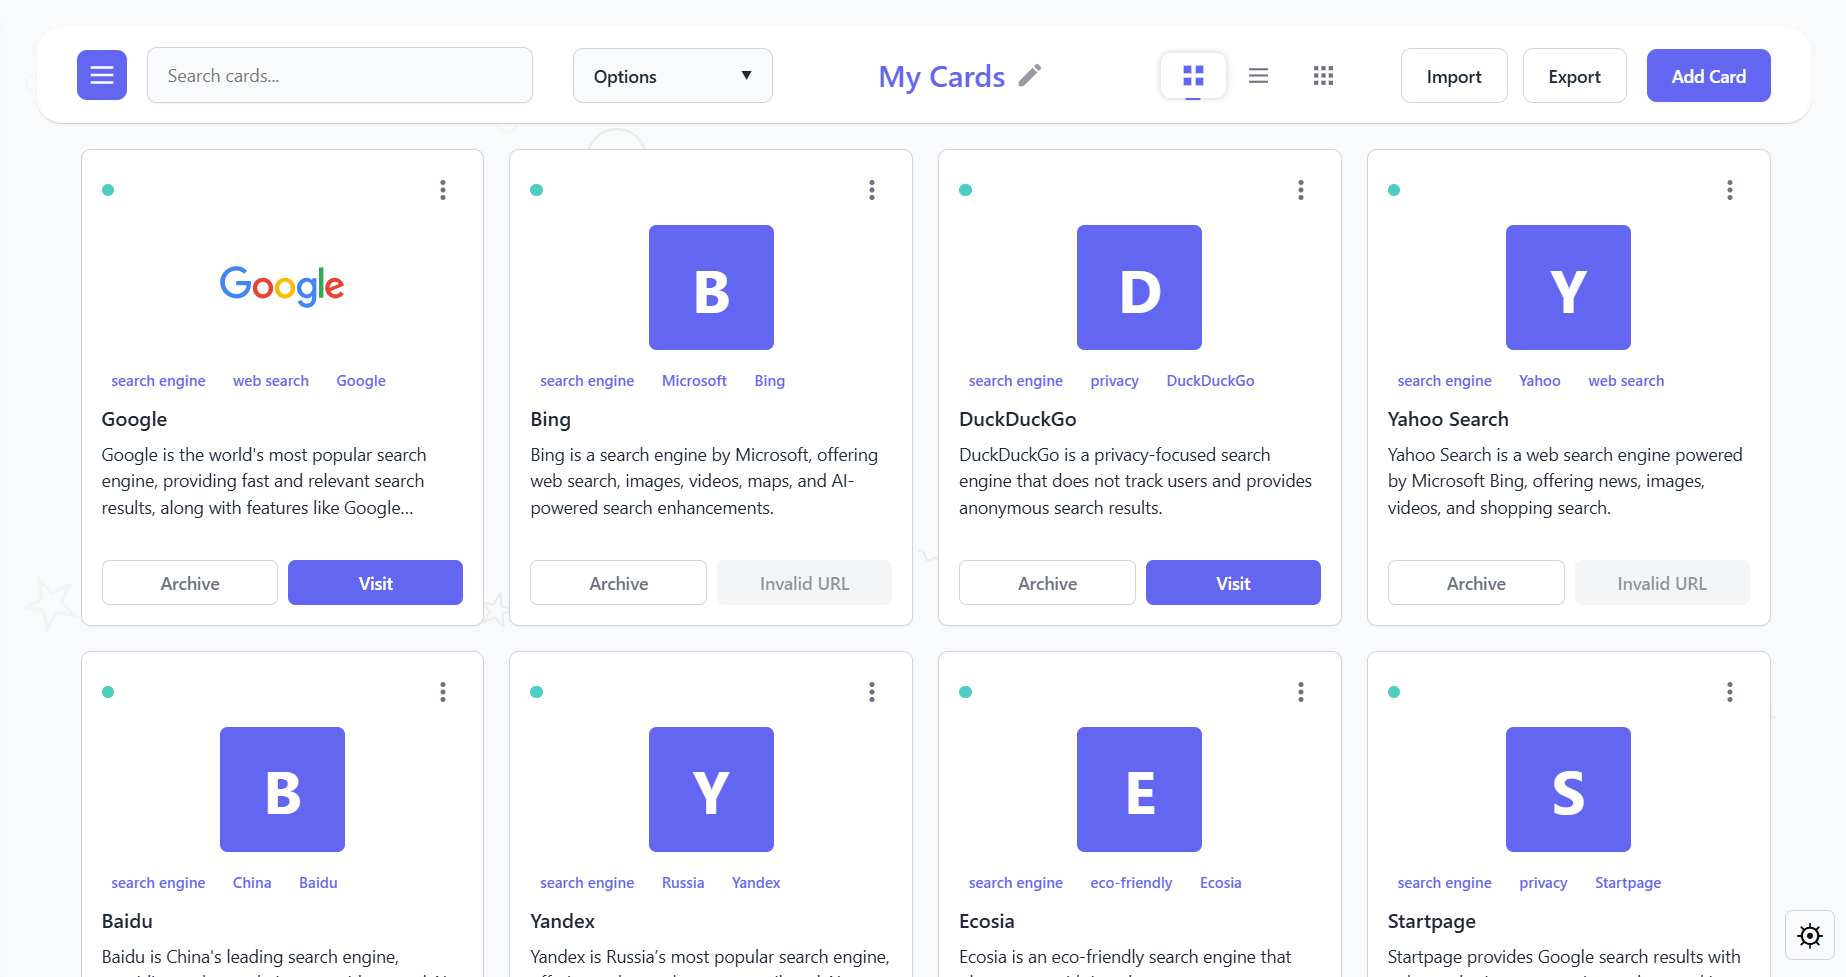 Search cards...
Options
My Cards
Import
Export
Add Card
Google
search engine web search Google
Google
Google is the world's most popular search
engine, providing fast and relevant search
results, along with features like Google...
Archive
Visit
B
search engine Microsoft Bing
Bing
Bing is a search engine by Microsoft, offering
web search, images, videos, maps, and AI-
powered search enhancements.
Archive
Invalid URL
D
search engine privacy DuckDuckGo
DuckDuckGo
DuckDuckGo is a privacy-focused search
engine that does not track users and provides
anonymous search results.
Archive
Visit
Y
search engine Yahoo web search
Yahoo Search
Yahoo Search is a web search engine powered
by Microsoft Bing, offering news, images,
videos, and shopping search.
Archive
Invalid URL
B
search engine China Baidu
Baidu
Baidu is China's leading search engine,
Y
search engine Russia Yandex
Yandex
Yandex is Russia’s most popular search engine,
E
search engine eco-friendly Ecosia
Ecosia
Ecosia is an eco-friendly search engine that
S
search engine privacy Startpage
Startpage
Startpage provides Google search results with